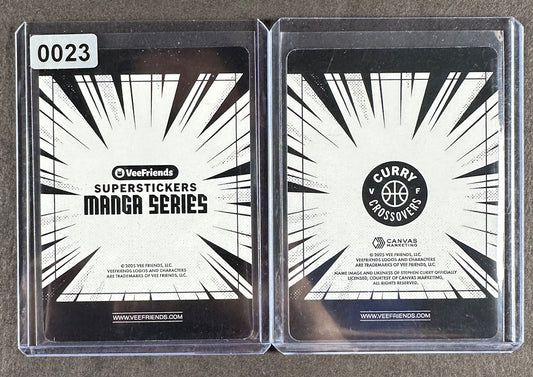 0023
VeeFriends
SUPERSTICKERS
MANGA SERIES
© 2025 VEE FRIENDS, LLC.
VEEFRIENDS LOGOS AND CHARACTERS
ARE TRADEMARKS OF VEE FRIENDS, LLC.
WWW.VEEFRIENDS.COM
CURRY
V F
CROSSOVERS
CANVAS
MARKETING
© 2025 VEE FRIENDS, LLC.
VEEFRIENDS LOGOS AND CHARACTERS
ARE TRADEMARKS OF VEE FRIENDS, LLC.
NAME IMAGE AND LIKENESS OF STEPHEN CURRY OFFICIALLY
LICENSED, COURTESY OF CANVAS MARKETING,
ALL RIGHTS RESERVED.
WWW.VEEFRIENDS.COM